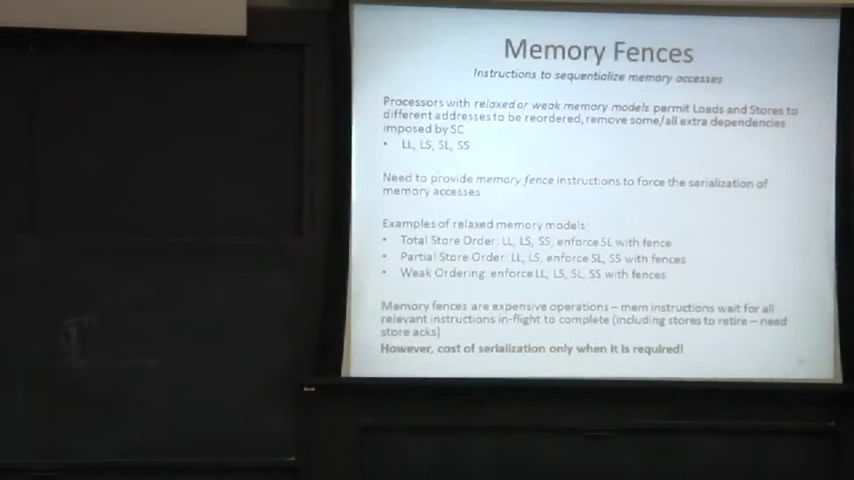 Memory Fences
Instructions to sequentialize memory accesses
Processors with relaxed or weak memory models permit Loads and Stores to
different addresses to be reordered, remove some/all extra dependencies
imposed by SC
• LL, LS, SL, SS
Need to provide memory fence instructions to force the serialization of
memory accesses
Examples of relaxed memory models:
• Total Store Order: LL, LS, SS, enforce SL with fence
• Partial Store Order: LL, LS, enforce SL, SS with fences
• Weak Ordering: enforce LL, LS, SL, SS with fences
Memory fences are expensive operations – mem instructions wait for all
relevant instructions in-flight to complete (including stores to retire – need
store acks)
However, cost of serialization only when it is required!